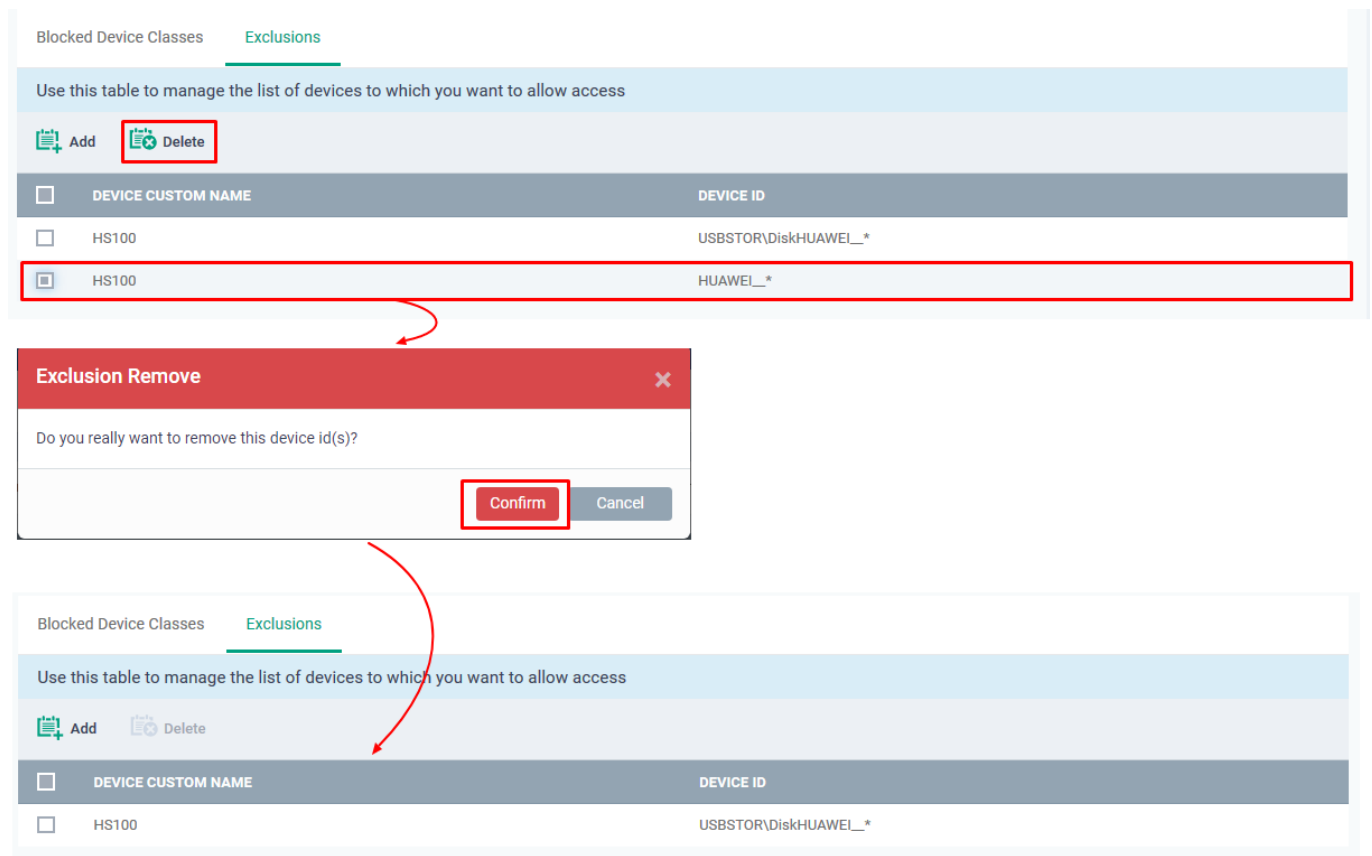 Blocked Device Classes Exclusions
Use this table to manage the list of devices to which you want to allow access
Add Delete
DEVICE CUSTOM NAME DEVICE ID
HS100 USBSTOR\DiskHUAWEI__*
HS100 HUAWEI__*
Exclusion Remove
Do you really want to remove this device id(s)?
Confirm Cancel
Blocked Device Classes Exclusions
Use this table to manage the list of devices to which you want to allow access
Add Delete
DEVICE CUSTOM NAME DEVICE ID
HS100 USBSTOR\DiskHUAWEI__*